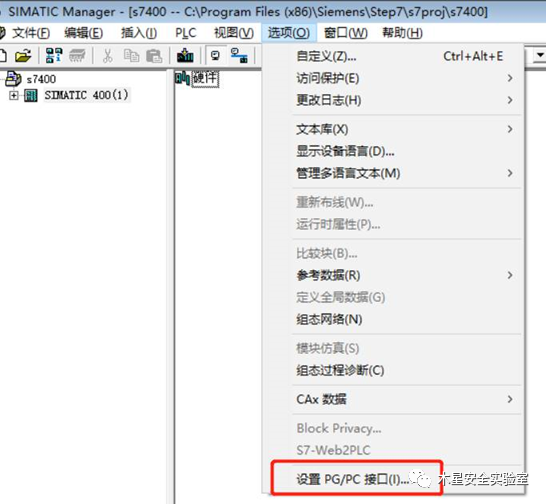 SIMATIC Manager - [s7400 -- C:\Program Files (x86)\Siemens\Step7\s7proj\s7400]
文件(F) 编辑(E) 插入(I) PLC 视图(V) 选项(O) 窗口(W) 帮助(H)
s7400
SIMATIC 400(1)
硬件
自定义(Z)... Ctrl+Alt+E
访问保护(E)
更改日志(H)
文本库(X)
显示设备语言(D)...
管理多语言文本(M)
重新布线(W)...
运行时属性(P)...
比较块(B)...
参考数据(R)
定义全局数据(G)
组态网络(N)
模块仿真(S)
组态过程诊断(C)
CAx 数据
Block Privacy...
S7-Web2PLC
设置 PG/PC 接口(I)...
木星安全实验室